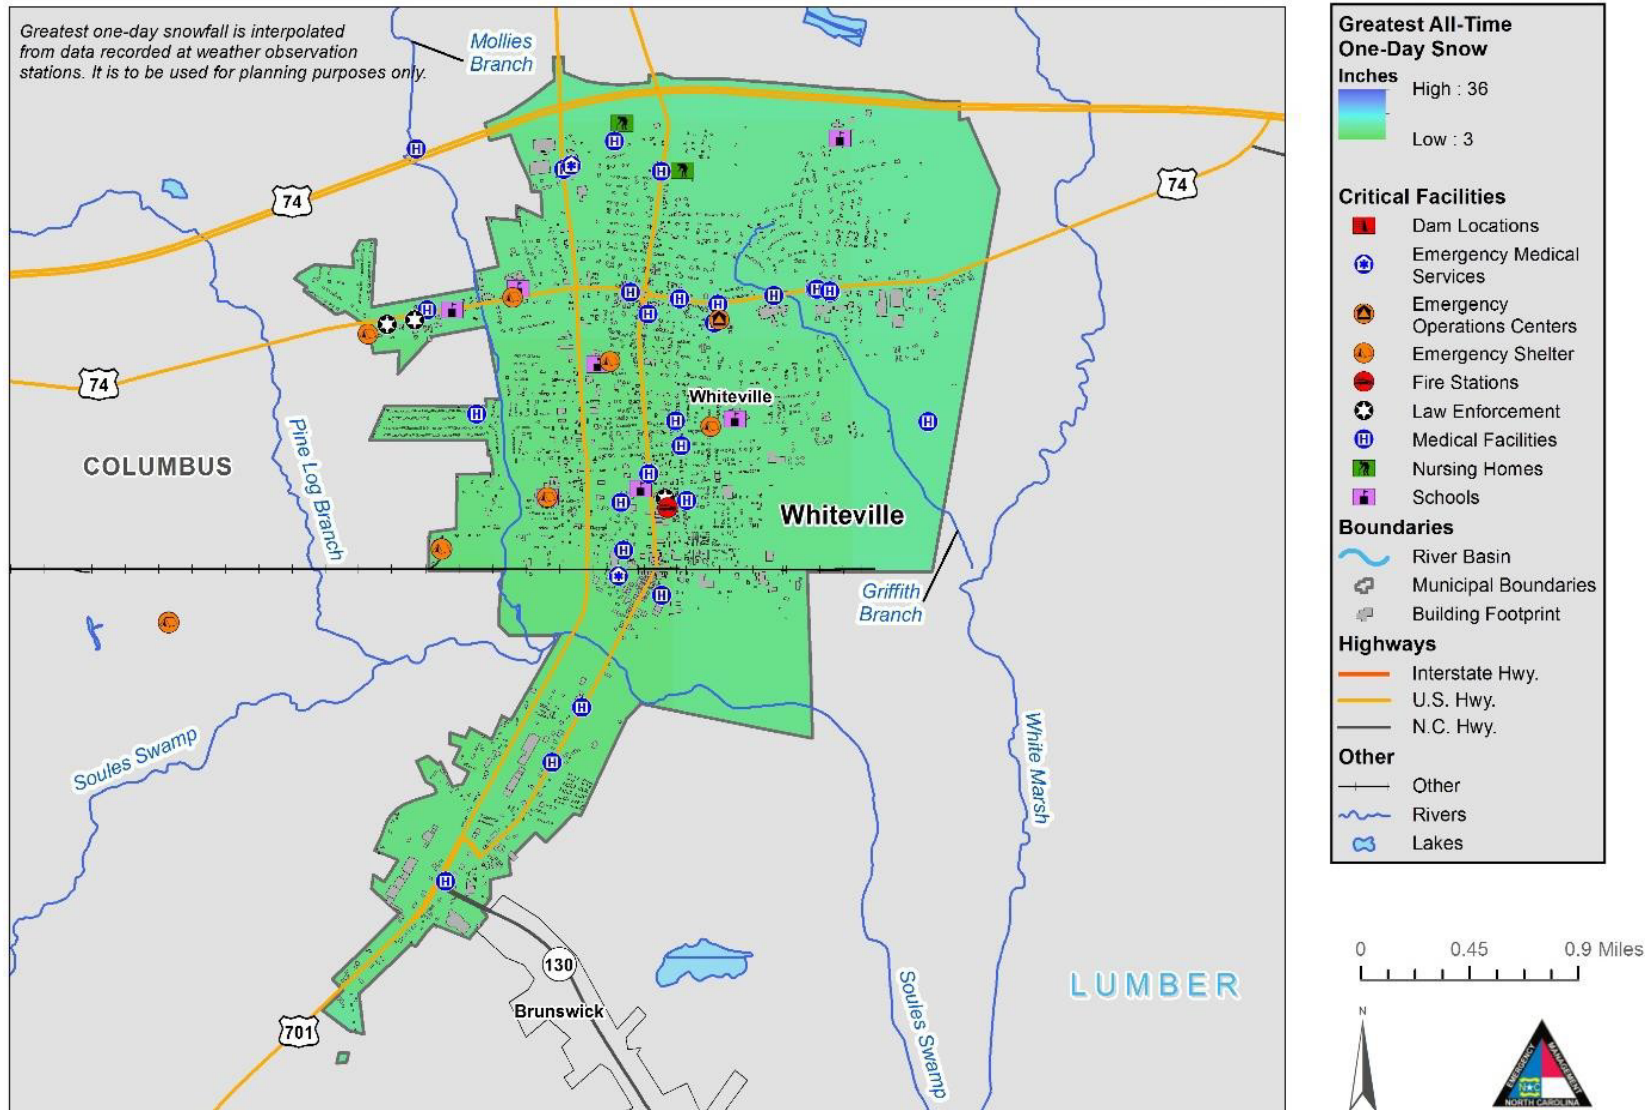 Greatest one-day snowfall is interpolated
from data recorded at weather observation
stations. It is to be used for planning purposes only.
Mollies
Branch
74
74
74
Whiteville
COLUMBUS
Pine Log Branch
Whiteville
Griffith
Branch
Soules Swamp
White Marsh
130
Brunswick
701
Soules Swamp
LUMBER
Greatest All-Time
One-Day Snow
Inches
High : 36
Low : 3
Critical Facilities
Dam Locations
Emergency Medical
Services
Emergency
Operations Centers
Emergency Shelter
Fire Stations
Law Enforcement
Medical Facilities
Nursing Homes
Schools
Boundaries
River Basin
Municipal Boundaries
Building Footprint
Highways
Interstate Hwy.
U.S. Hwy.
N.C. Hwy.
Other
Other
Rivers
Lakes
0 0.45 0.9 Miles
N
EMERGENCY
MANAGEMENT
N C
NORTH CAROLINA